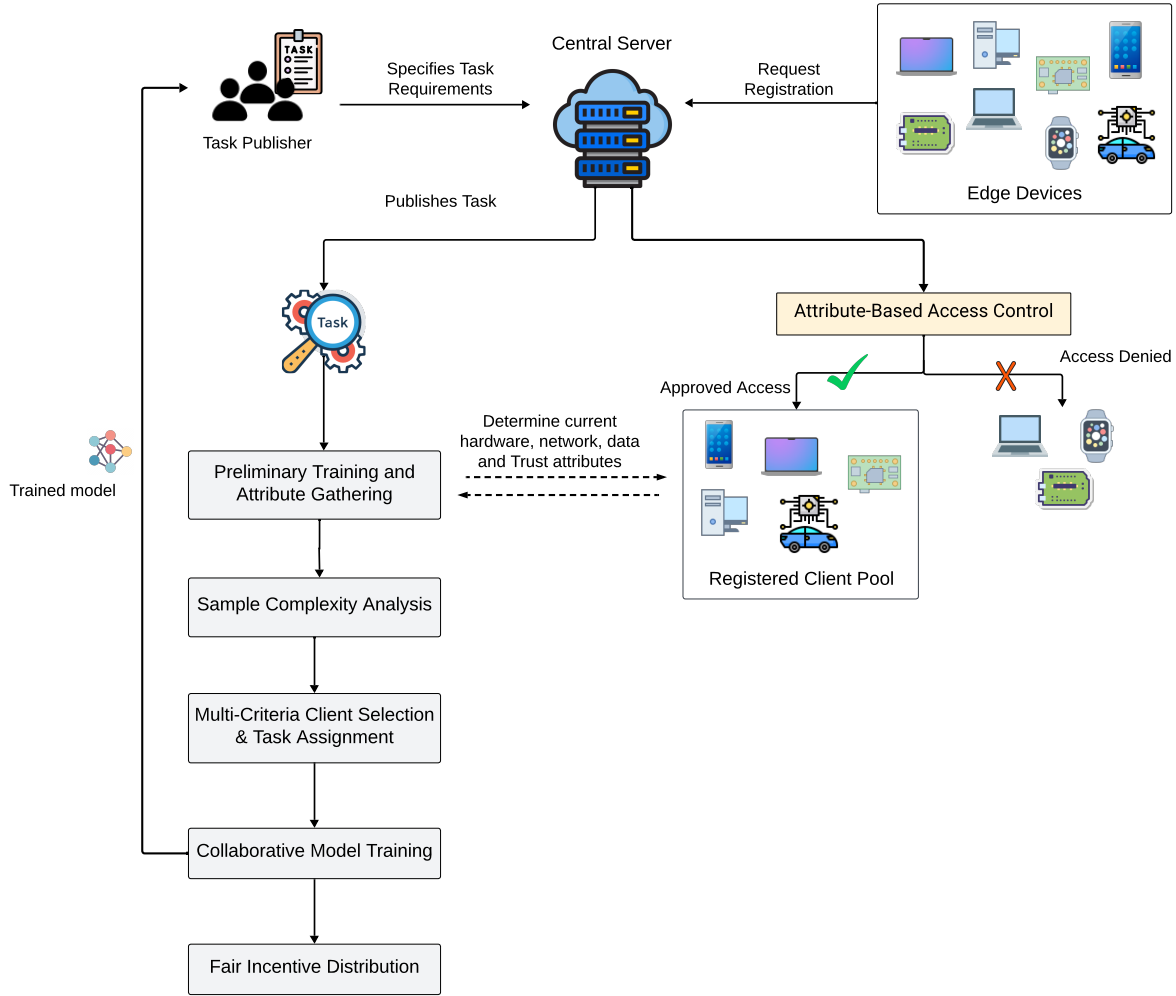 TASK
Task Publisher
Specifies Task
Requirements
Central Server
Request
Registration
Edge Devices
Publishes Task
Task
Attribute-Based Access Control
Approved Access
Access Denied
Determine current
hardware, network, data
and Trust attributes
Registered Client Pool
Trained model
Preliminary Training and
Attribute Gathering
Sample Complexity Analysis
Multi-Criteria Client Selection
& Task Assignment
Collaborative Model Training
Fair Incentive Distribution